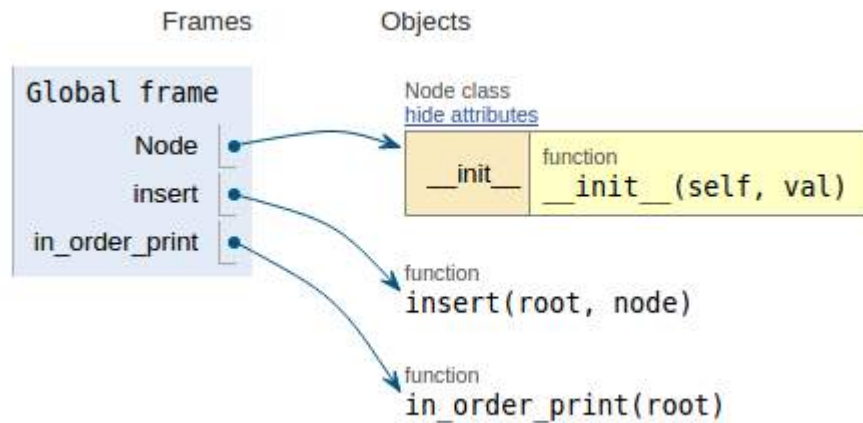 Frames
Objects
Global frame
Node
insert
in_order_print
Node class
hide attributes
__init__
function
__init__(self, val)
function
insert(root, node)
function
in_order_print(root)